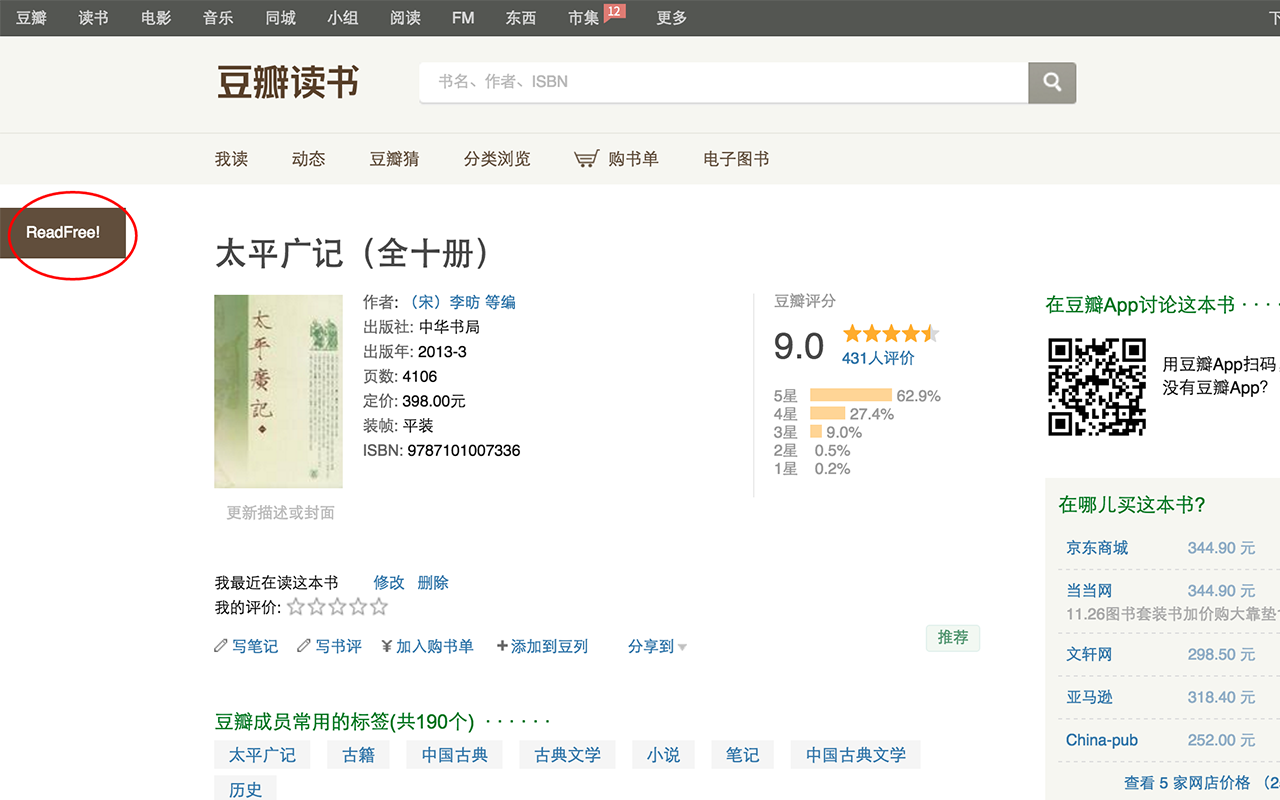 豆瓣 读书 电影 音乐 同城 小组 阅读 FM 东西 市集 12 更多
豆瓣读书
书名、作者、ISBN
我读 动态 豆瓣猜 分类浏览 购书单 电子图书
ReadFree!
太平广记（全十册）
太平廣記
更新描述或封面
作者: （宋）李昉 等编
出版社: 中华书局
出版年: 2013-3
页数: 4106
定价: 398.00元
装帧: 平装
ISBN: 9787101007336
豆瓣评分
9.0
431人评价
5星 62.9%
4星 27.4%
3星 9.0%
2星 0.5%
1星 0.2%
我最近在读这本书 修改 删除
我的评价:
写笔记 写书评 ¥加入购书单 +添加到豆列 分享到
推荐
豆瓣成员常用的标签(共190个) · · · · · ·
太平广记 古籍 中国古典 古典文学 小说 笔记 中国古典文学
历史
在豆瓣App讨论这本书 · · · ·
用豆瓣App扫码
没有豆瓣App?
在哪儿买这本书?
京东商城 344.90 元
当当网 344.90 元
11.26图书套装书加价购大靠垫
文轩网 298.50 元
亚马逊 318.40 元
China-pub 252.00 元
查看 5 家网店价格 （2